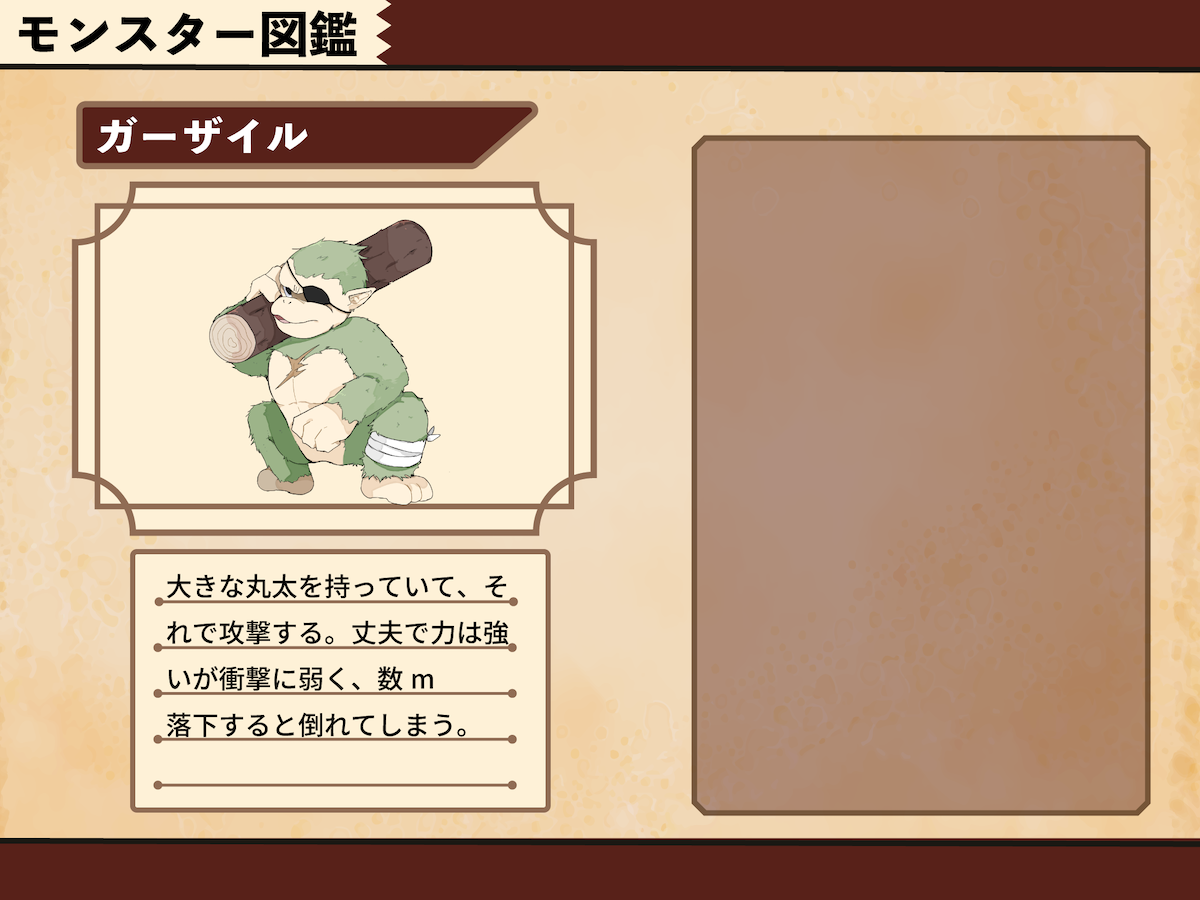 モンスター図鑑
ガーザイル
大きな丸太を持っていて、そ
れで攻撃する。丈夫で力は強
いが衝撃に弱く、数 m
落下すると倒れてしまう。